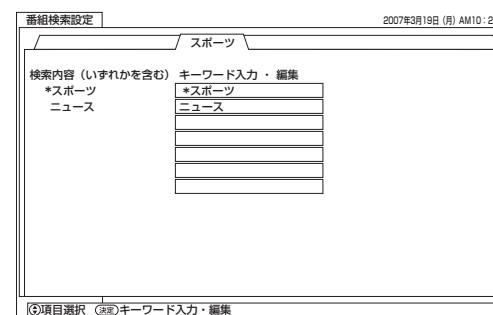 番組検索設定 2007年3月19日 (月) AM10:2
スポーツ
検索内容（いずれかを含む） キーワード入力 ・ 編集
*スポーツ *スポーツ
ニュース ニュース
項目選択 決定 キーワード入力・編集